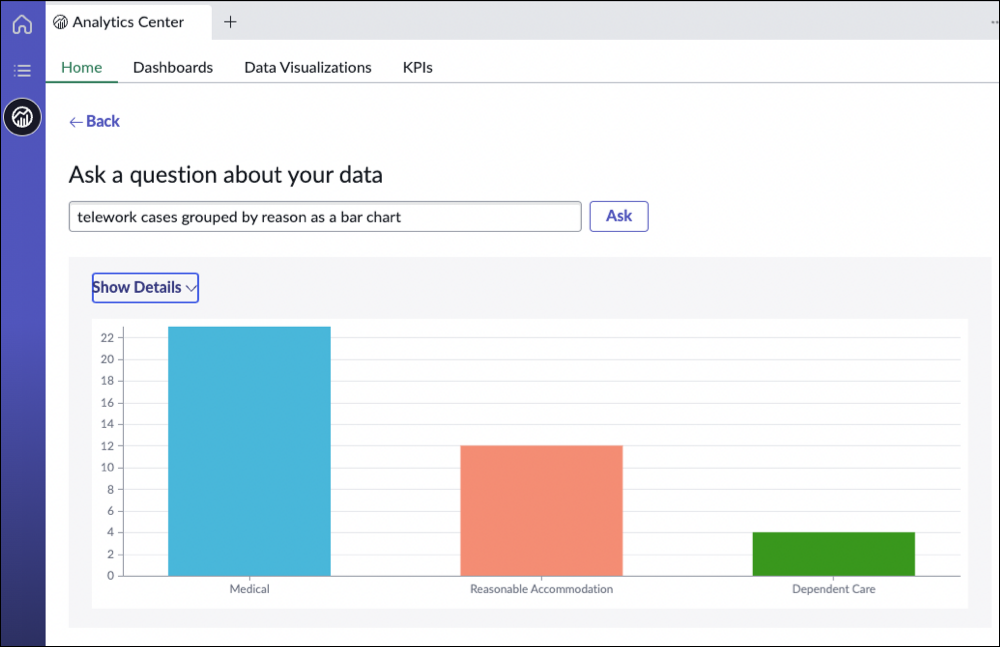 Analytics Center
Home Dashboards Data Visualizations KPIs
Back
Ask a question about your data
telework cases grouped by reason as a bar chart Ask
Show Details
22
20
18
16
14
12
10
8
6
4
2
0
Medical Reasonable Accommodation Dependent Care